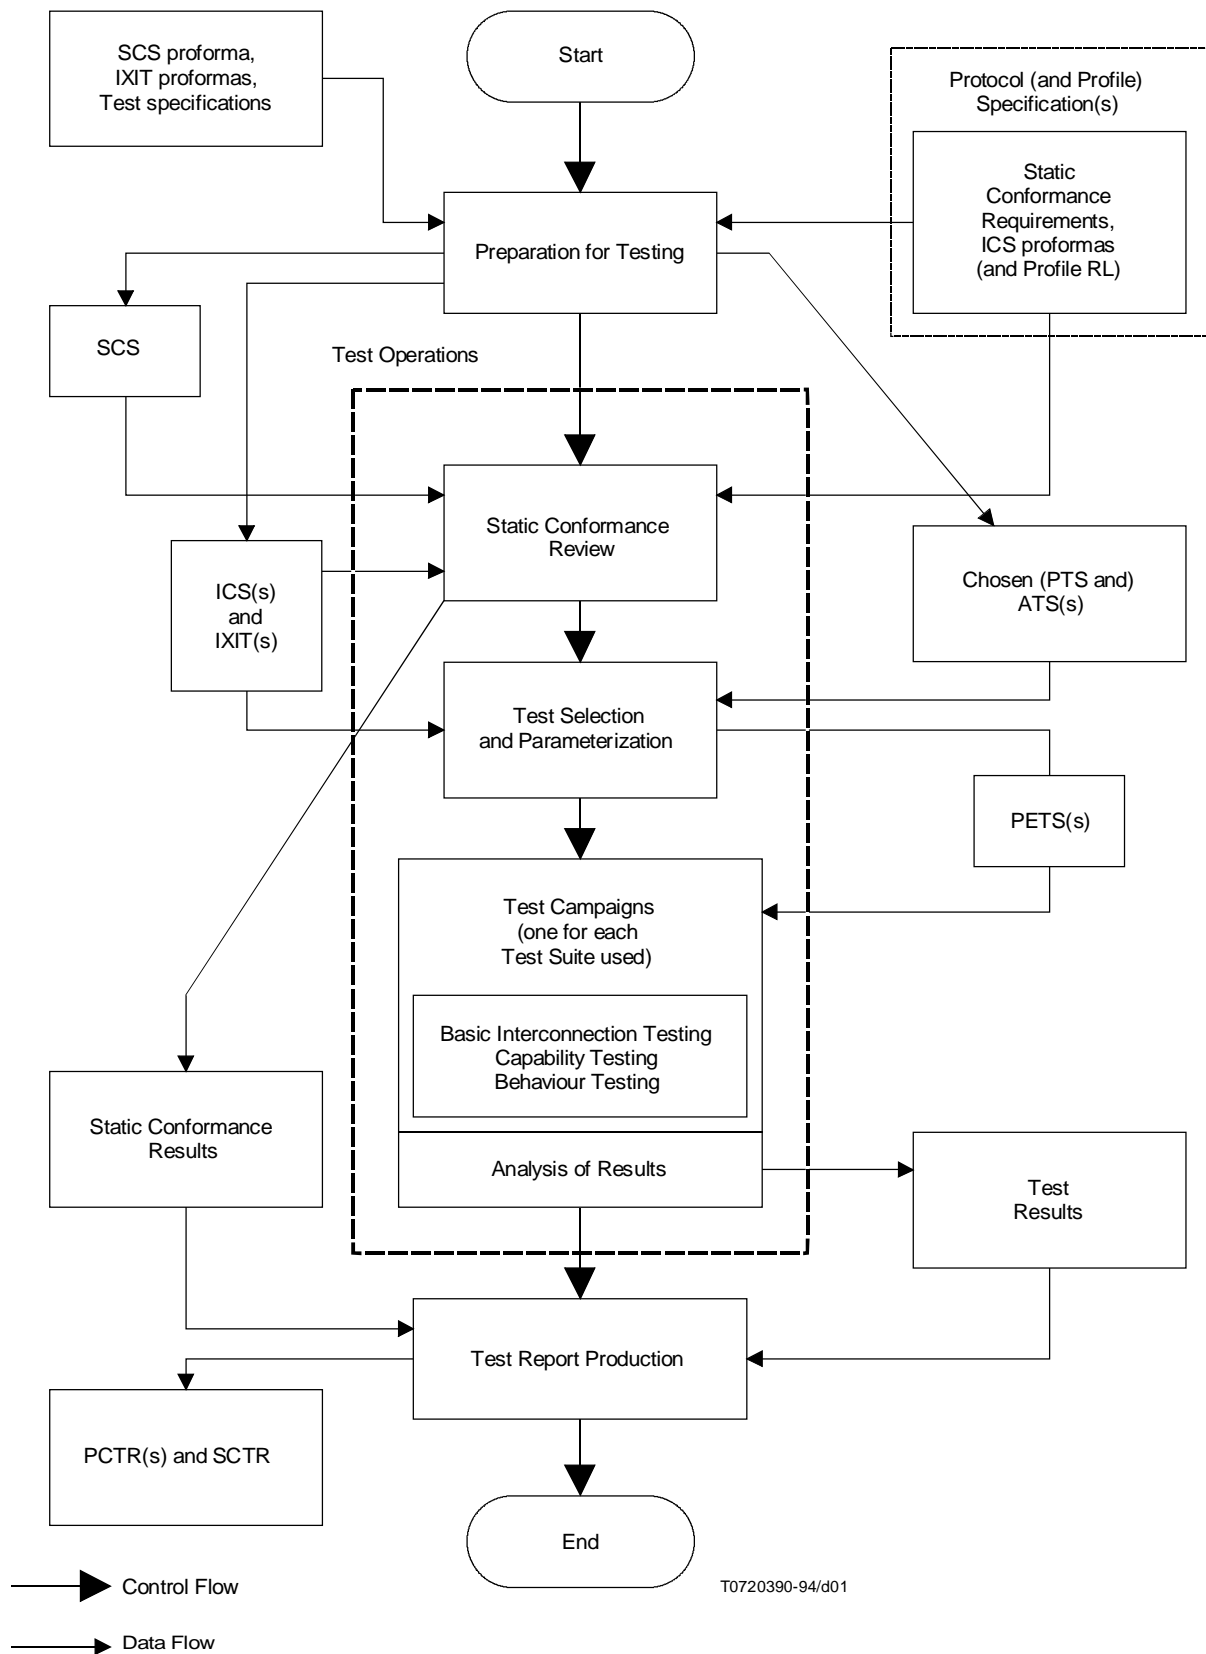 SCS proforma,
IXIT proformas,
Test specifications
Start
Protocol (and Profile)
Specification(s)
Static
Conformance
Requirements,
ICS proformas
(and Profile RL)
Preparation for Testing
SCS
Test Operations
Static Conformance
Review
ICS(s)
and
IXIT(s)
Chosen (PTS and)
ATS(s)
Test Selection
and Parameterization
PETS(s)
Test Campaigns
(one for each
Test Suite used)
Basic Interconnection Testing
Capability Testing
Behaviour Testing
Static Conformance
Results
Analysis of Results
Test
Results
Test Report Production
PCTR(s) and SCTR
End
Control Flow
T0720390-94/d01
Data Flow